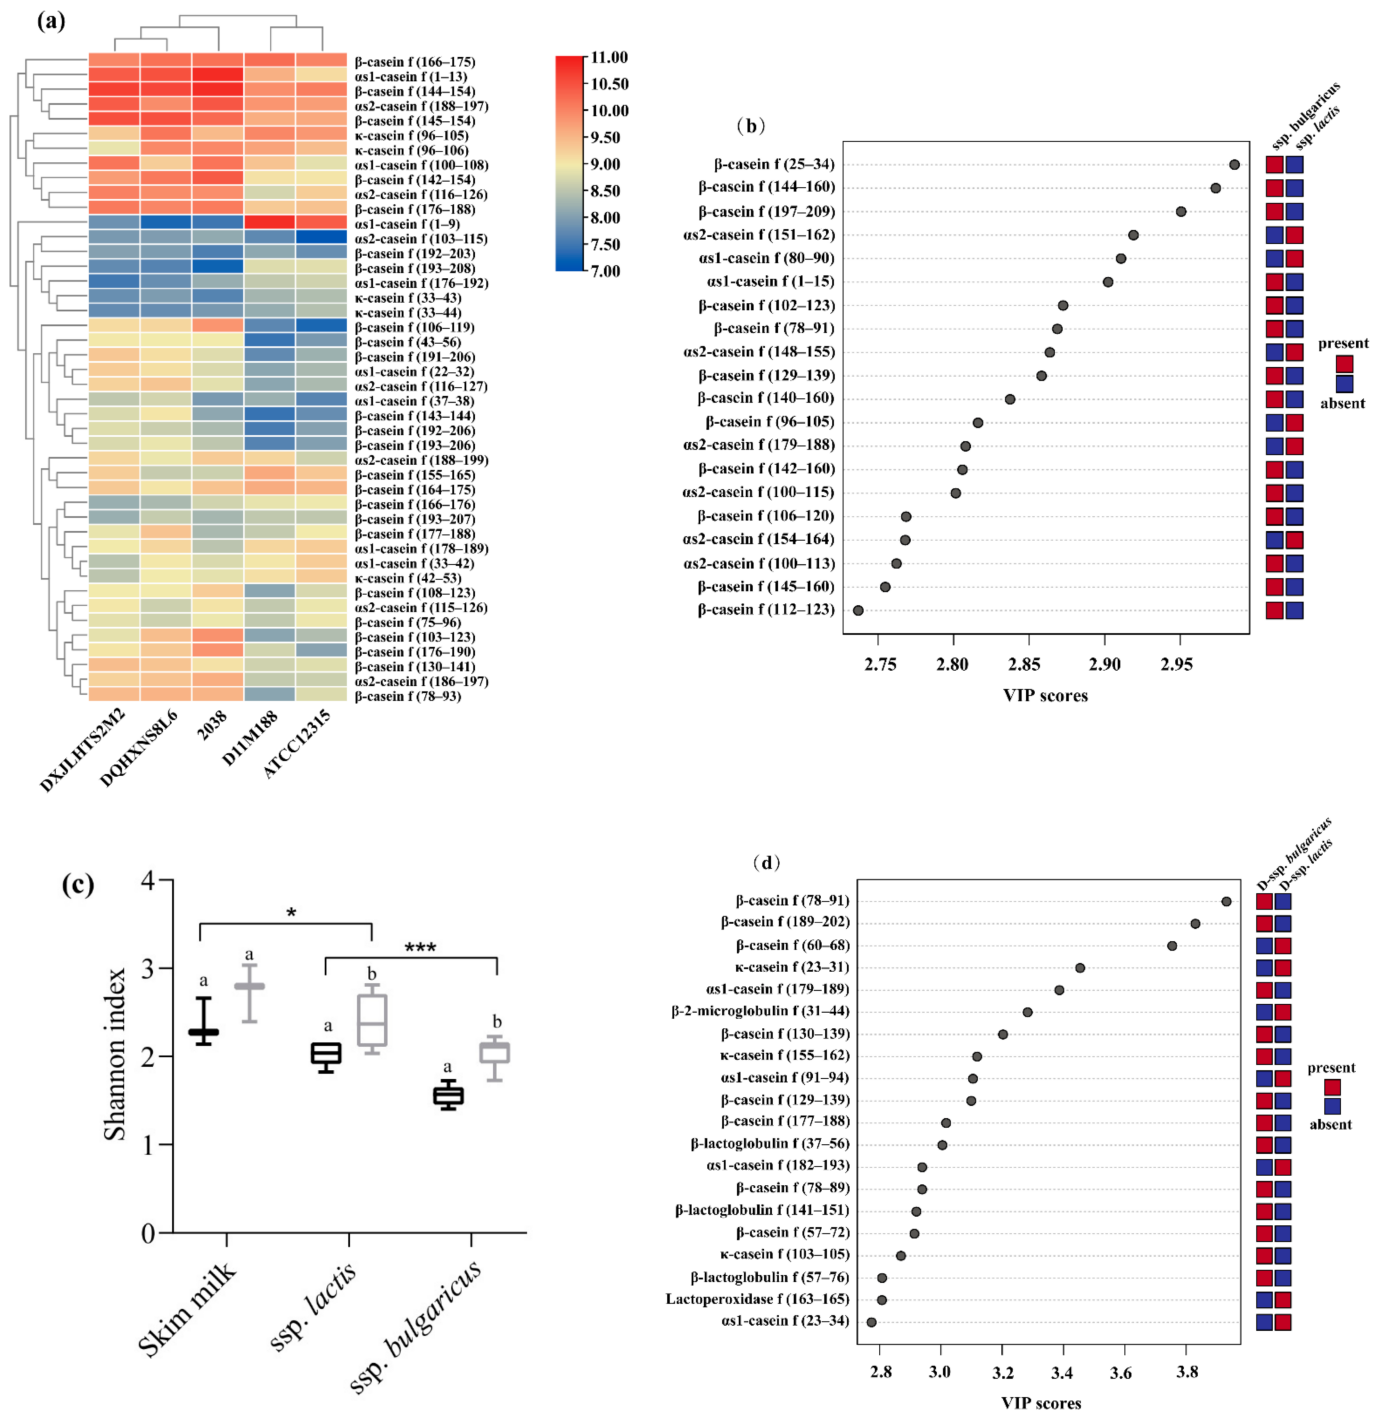 (a)
β-casein f (166–175)
αs1-casein f (1–13)
β-casein f (144–154)
αs2-casein f (188–197)
β-casein f (145–154)
κ-casein f (96–105)
κ-casein f (96–106)
αs1-casein f (100–108)
β-casein f (142–154)
αs2-casein f (116–126)
β-casein f (176–188)
αs1-casein f (1–9)
αs2-casein f (103–115)
β-casein f (192–203)
β-casein f (193–208)
αs1-casein f (176–192)
κ-casein f (33–43)
κ-casein f (33–44)
β-casein f (106–119)
β-casein f (43–56)
β-casein f (191–206)
αs1-casein f (22–32)
αs2-casein f (116–127)
αs1-casein f (37–38)
β-casein f (143–144)
β-casein f (192–206)
β-casein f (193–206)
αs2-casein f (188–199)
β-casein f (155–165)
β-casein f (164–175)
β-casein f (166–176)
β-casein f (193–207)
β-casein f (177–188)
αs1-casein f (178–189)
αs1-casein f (33–42)
κ-casein f (42–53)
β-casein f (108–123)
αs2-casein f (115–126)
β-casein f (75–96)
β-casein f (103–123)
β-casein f (176–190)
β-casein f (130–141)
αs2-casein f (186–197)
β-casein f (78–93)
DXJLHTS2M2
DQHXNS8L6
2038
D11M188
ATCC12315
11.00
10.50
10.00
9.50
9.00
8.50
8.00
7.50
7.00
(b)
ssp. bulgaricus
ssp. lactis
β-casein f (25–34)
β-casein f (144–160)
β-casein f (197–209)
αs2-casein f (151–162)
αs1-casein f (80–90)
αs1-casein f (1–15)
β-casein f (102–123)
β-casein f (78–91)
αs2-casein f (148–155)
β-casein f (129–139)
β-casein f (140–160)
β-casein f (96–105)
αs2-casein f (179–188)
β-casein f (142–160)
αs2-casein f (100–115)
β-casein f (106–120)
αs2-casein f (154–164)
αs2-casein f (100–113)
β-casein f (145–160)
β-casein f (112–123)
present
absent
2.75 2.80 2.85 2.90 2.95
VIP scores
(c)
Shannon index
4
3
2
1
0
*
***
a a
a b
a b
Skim milk
ssp. lactis
ssp. bulgaricus
(d)
D-ssp. bulgaricus
D-ssp. lactis
β-casein f (78–91)
β-casein f (189–202)
β-casein f (60–68)
κ-casein f (23–31)
αs1-casein f (179–189)
β-2-microglobulin f (31–44)
β-casein f (130–139)
κ-casein f (155–162)
αs1-casein f (91–94)
β-casein f (129–139)
β-casein f (177–188)
β-lactoglobulin f (37–56)
αs1-casein f (182–193)
β-casein f (78–89)
β-lactoglobulin f (141–151)
β-casein f (57–72)
κ-casein f (103–105)
β-lactoglobulin f (57–76)
Lactoperoxidase f (163–165)
αs1-casein f (23–34)
present
absent
2.8 3.0 3.2 3.4 3.6 3.8
VIP scores